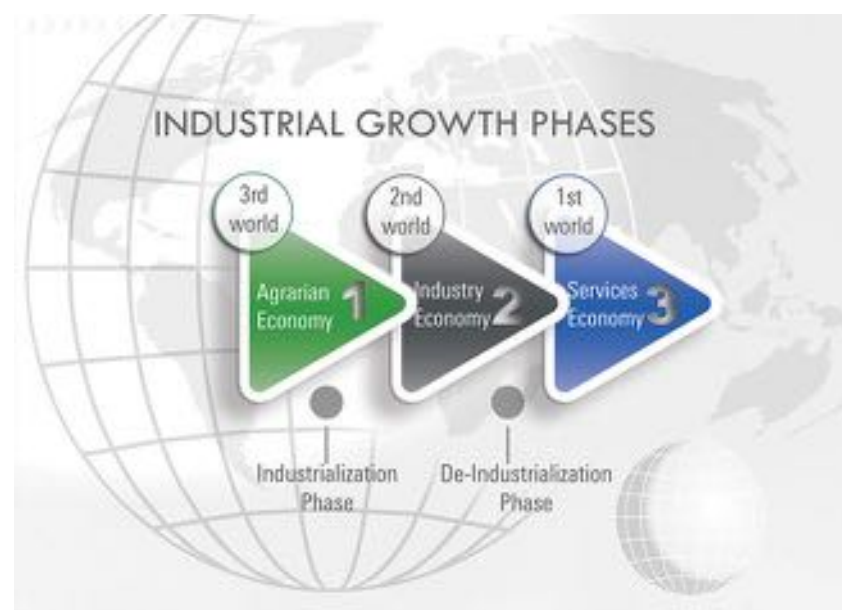 INDUSTRIAL GROWTH PHASES
3rd
world
2nd
world
1st
world
Agrarian
Economy
1
Industry
Economy
2
Services
Economy
3
Industrialization
Phase
De-Industrialization
Phase